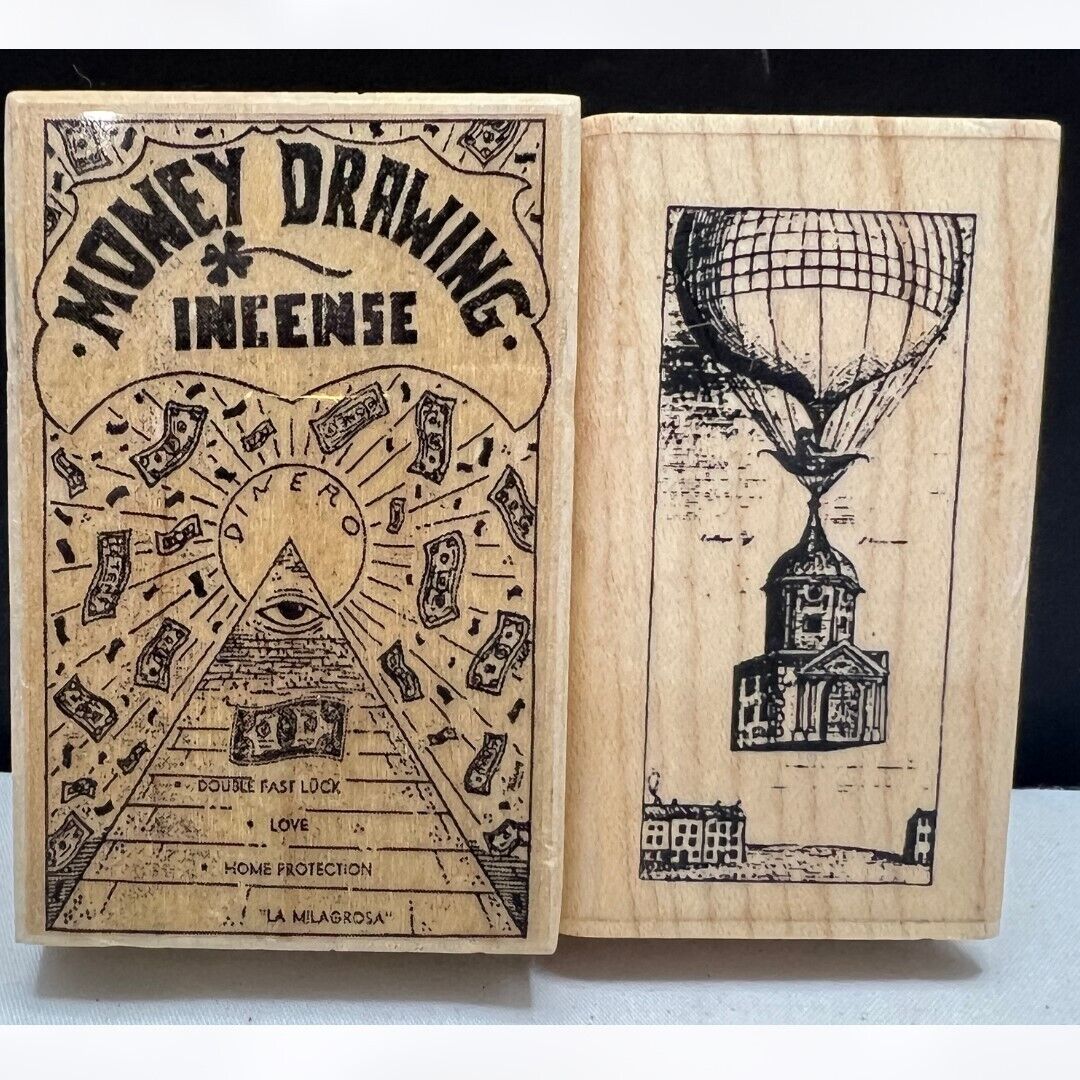 • MONEY DRAWING •
INCENSE
DINERO
• DOUBLE FAST LUCK
• LOVE
• HOME PROTECTION
• "LA MILAGROSA"